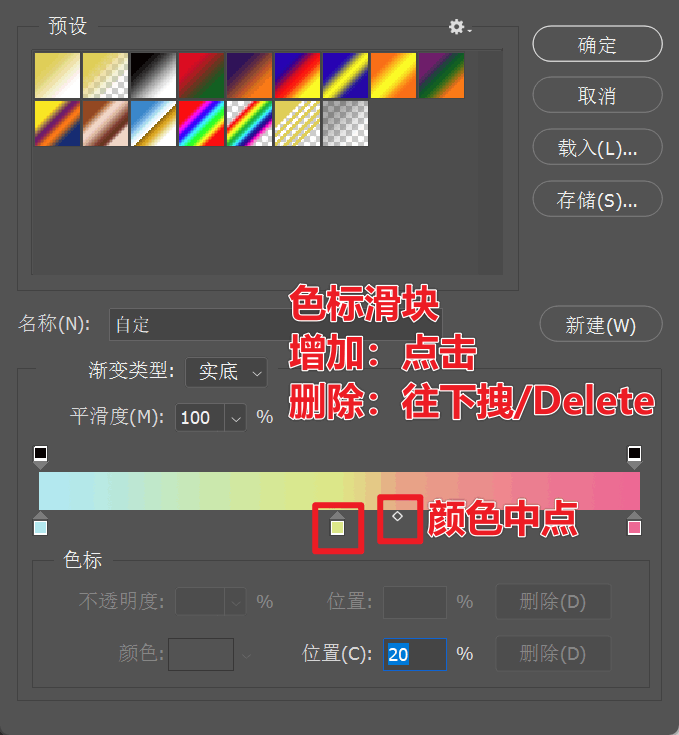 预设
确定
取消
载入(L)...
存储(S)...
色标滑块
名称(N): 自定
新建(W)
增加：点击
渐变类型: 实底
删除：往下拽/Delete
平滑度(M): 100 %
颜色中点
色标
不透明度: % 位置: % 删除(D)
颜色: 位置(C): 20 % 删除(D)